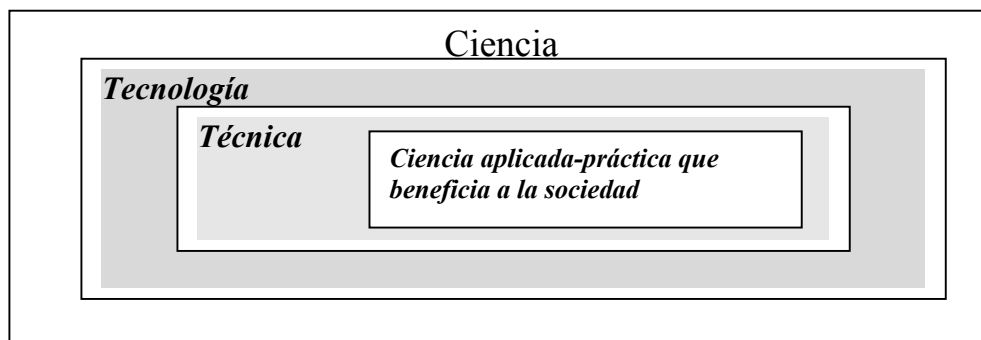 Ciencia
Tecnología
Técnica
Ciencia aplicada-práctica que
beneficia a la sociedad